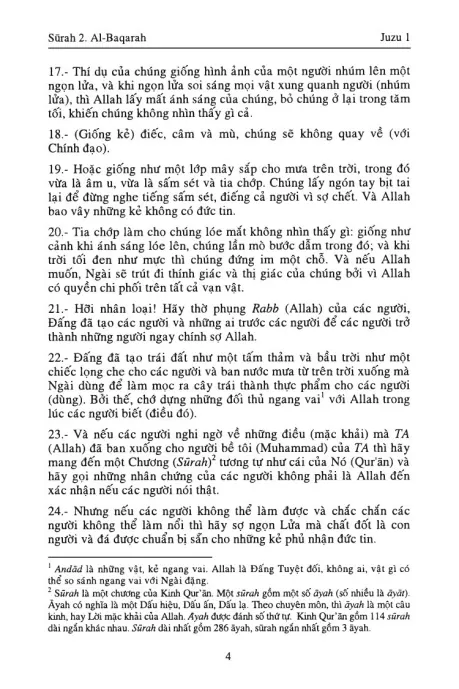 Sūrah 2. Al-Baqarah Juzu 1
17.- Thí dụ của chúng giống hình ảnh của một người nhúm lên một
ngọn lửa, và khi ngọn lửa soi sáng mọi vật xung quanh người (nhúm
lửa), thì Allah lấy mất ánh sáng của chúng, bỏ chúng ở lại trong tăm
tối, khiến chúng không nhìn thấy gì cả.
18.- (Giống kẻ) điếc, câm và mù, chúng sẽ không quay về (với
Chính đạo).
19.- Hoặc giống như một lớp mây sắp cho mưa trên trời, trong đó
vừa là âm u, vừa là sấm sét và tia chớp. Chúng lấy ngón tay bịt tai
lại để đừng nghe tiếng sấm sét, điếng cả người vì sợ chết. Và Allah
bao vây những kẻ không có đức tin.
20.- Tia chớp làm cho chúng lóe mắt không nhìn thấy gì: giống như
cảnh khi ánh sáng lóe lên, chúng lần mò bước dẫm trong đó; và khi
trời tối đen như mực thì chúng đứng im một chỗ. Và nếu Allah
muốn, Ngài sẽ trút đi thính giác và thị giác của chúng bởi vì Allah
có quyền chi phối trên tất cả vạn vật.
21.- Hỡi nhân loại! Hãy thờ phụng Rabb (Allah) của các người,
Đấng đã tạo các người và những ai trước các người để các người trở
thành những người ngay chính sợ Allah.
22.- Đấng đã tạo trái đất như một tấm thảm và bầu trời như một
chiếc lọng che cho các người và ban nước mưa từ trên trời xuống mà
Ngài dùng để làm mọc ra cây trái thành thực phẩm cho các người
(dùng). Bởi thế, chớ dựng những đối thủ ngang vai¹ với Allah trong
lúc các người biết (điều đó).
23.- Và nếu các người nghi ngờ về những điều (mặc khải) mà TA
(Allah) đã ban xuống cho người bề tôi (Muhammad) của TA thì hãy
mang đến một Chương (Sūrah)² tương tự như cái của Nó (Qur'ān) và
hãy gọi những nhân chứng của các người không phải là Allah đến
xác nhận nếu các người nói thật.
24.- Nhưng nếu các người không thể làm được và chắc chắn các
người không thể làm nổi thì hãy sợ ngọn Lửa mà chất đốt là con
người và đá được chuẩn bị sẵn cho những kẻ phủ nhận đức tin.
¹ Andād là những vật, kẻ ngang vai. Allah là Đấng Tuyệt đối, không ai, vật gì có
thể so sánh ngang vai với Ngài đặng.
² Sūrah là một chương của Kinh Qur'ān. Một sūrah gồm một số āyah (số nhiều là āyāt).
Āyah có nghĩa là một Dấu hiệu, Dấu ấn, Dấu lạ. Theo chuyên môn, thì āyah là một câu
kinh, hay Lời mặc khải của Allah. Ayah được đánh số thứ tự. Kinh Qur'ān gồm 114 sūrah
dài ngắn khác nhau. Sūrah dài nhất gồm 286 āyah, sūrah ngắn nhất gồm 3 āyah.
4